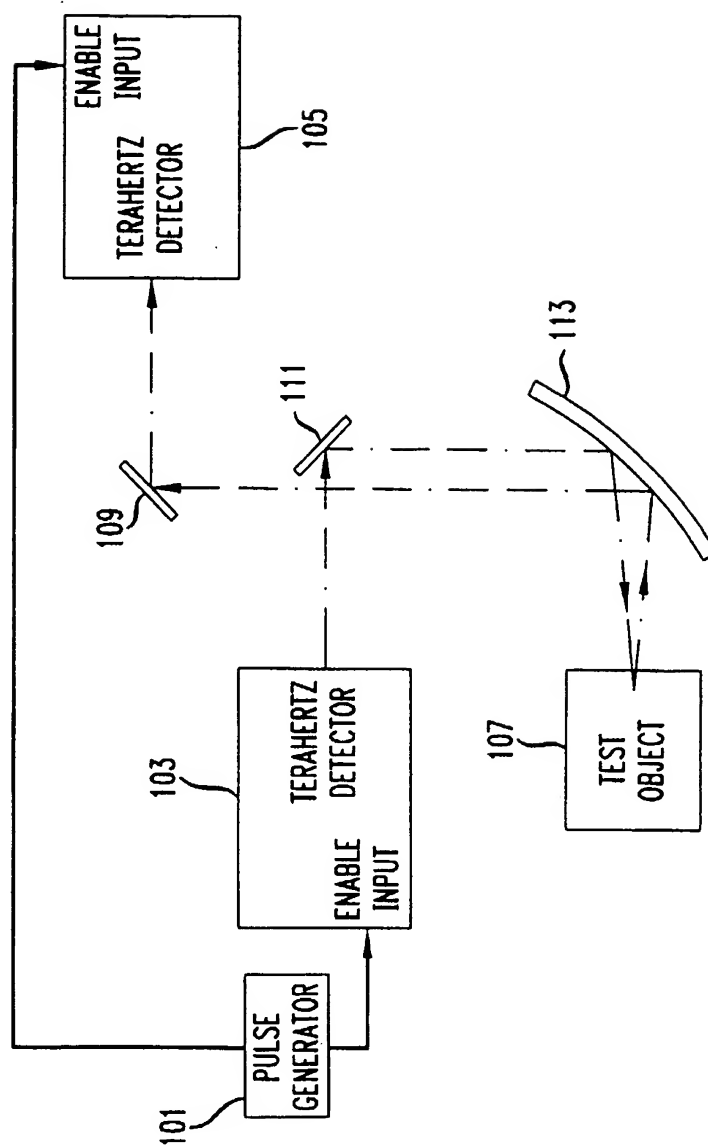 ENABLE
INPUT
TERAHERTZ
DETECTOR
105
109
101
PULSE
GENERATOR
103
TERAHERTZ
DETECTOR
ENABLE
INPUT
111
107
TEST
OBJECT
113